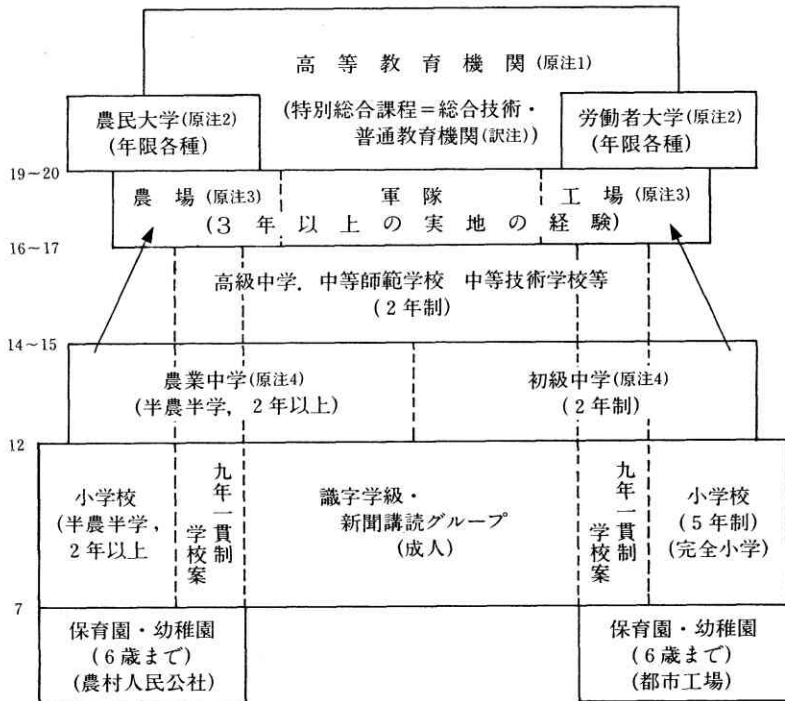 高等教育機関(原注1)
農民大学(原注2)
(年限各種)
(特別総合課程=総合技術・
普通教育機関(訳注))
労働者大学(原注2)
(年限各種)
19~20
農場(原注3)
軍隊
工場(原注3)
(3年以上の実地の経験)
16~17
高級中学.中等師範学校 中等技術学校等
(2年制)
14~15
農業中学(原注4)
(半農半学,2年以上)
初級中学(原注4)
(2年制)
12
小学校
(半農半学,
2年以上
九年一貫制
学校案
識字学級・
新聞講読グループ
(成人)
九年一貫制
学校案
小学校
(5年制)
(完全小学)
7
保育園・幼稚園
(6歳まで)
(農村人民公社)
保育園・幼稚園
(6歳まで)
(都市工場)